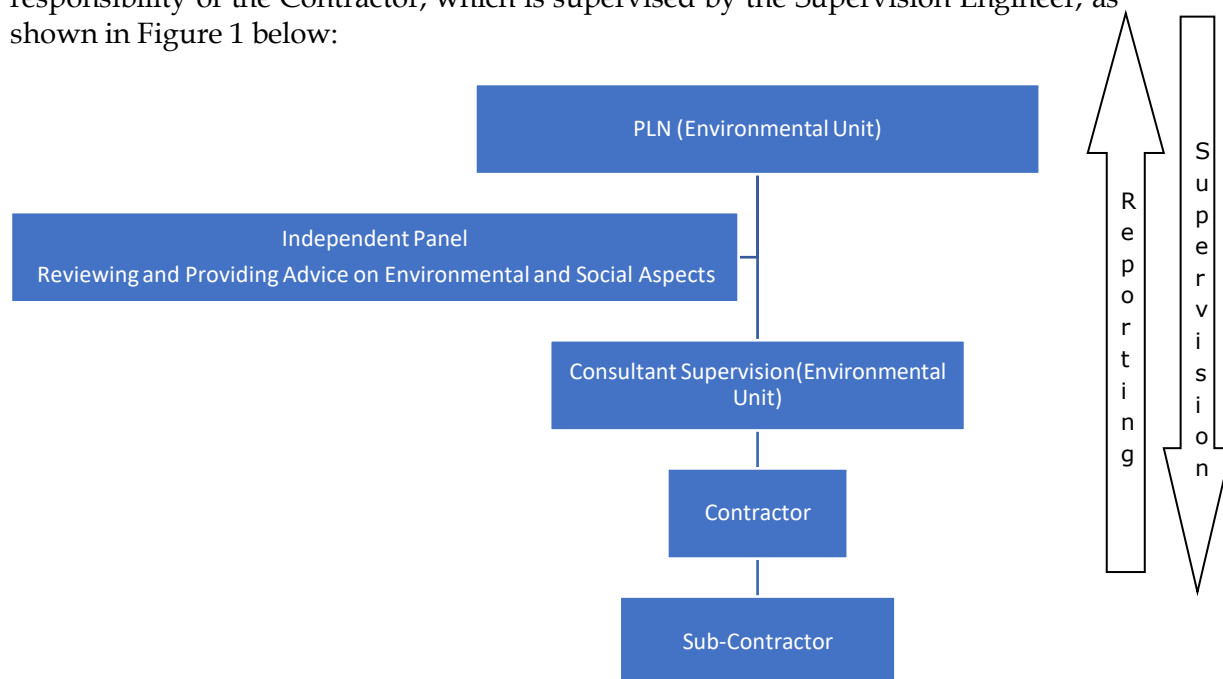 responsibility of the Contractor, which is supervised by the Supervision Engineer, as
shown in Figure 1 below:
PLN (Environmental Unit)
Independent Panel
Reviewing and Providing Advice on Environmental and Social Aspects
Consultant Supervision(Environmental
Unit)
Contractor
Sub-Contractor
Reporting
Supervision